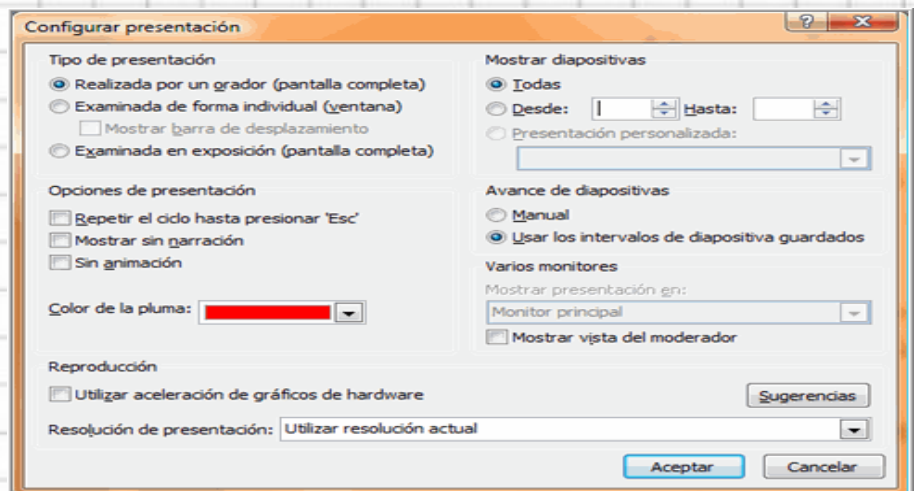 Configurar presentación
Tipo de presentación
Realizada por un orador (pantalla completa)
Examinada de forma individual (ventana)
Mostrar barra de desplazamiento
Examinada en exposición (pantalla completa)
Mostrar diapositivas
Todas
Desde: Hasta:
Presentación personalizada:
Opciones de presentación
Repetir el ciclo hasta presionar 'Esc'
Mostrar sin narración
Sin animación
Color de la pluma:
Avance de diapositivas
Manual
Usar los intervalos de diapositiva guardados
Varios monitores
Mostrar presentación en:
Monitor principal
Mostrar vista del moderador
Reproducción
Utilizar aceleración de gráficos de hardware
Sugerencias
Resolución de presentación: Utilizar resolución actual
Aceptar Cancelar